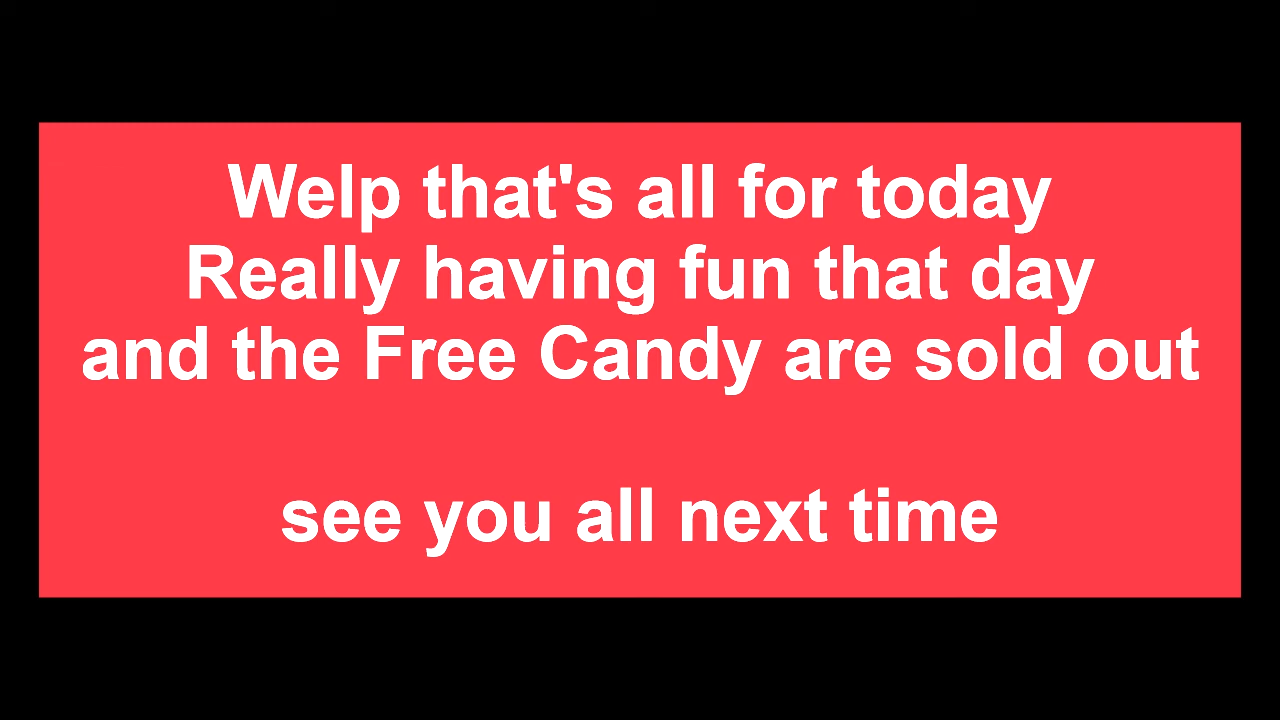 Welp that's all for today
Really having fun that day
and the Free Candy are sold out
see you all next time